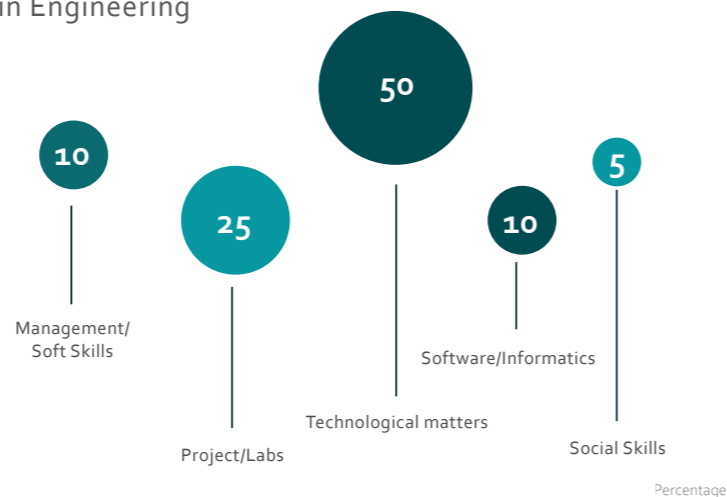 in Engineering
50
10
5
25
10
Management/
Soft Skills
Software/Informatics
Technological matters
Social Skills
Project/Labs
Percentage